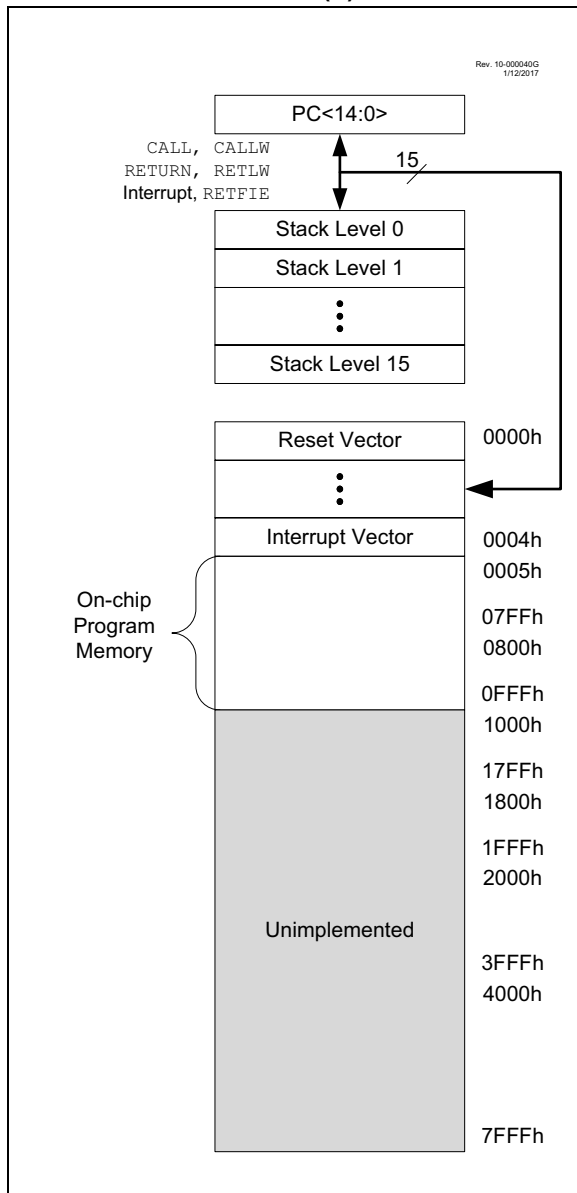 Rev. 10-000040G
1/12/2017
PC<14:0>
CALL, CALLW
RETURN, RETLW
Interrupt, RETFIE
15
Stack Level 0
Stack Level 1
Stack Level 15
Reset Vector
0000h
Interrupt Vector
0004h
0005h
On-chip
Program
Memory
07FFh
0800h
0FFFh
1000h
17FFh
1800h
1FFFh
2000h
Unimplemented
3FFFh
4000h
7FFFh